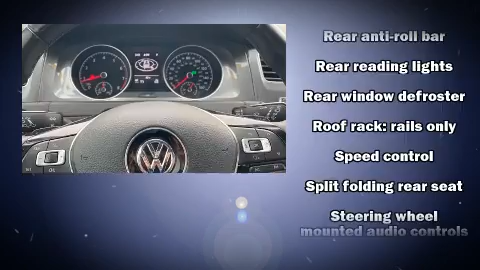 Rear anti-roll bar
Rear reading lights
Rear window defroster
Roof rack: rails only
Speed control
Split folding rear seat
Steering wheel
mounted audio controls